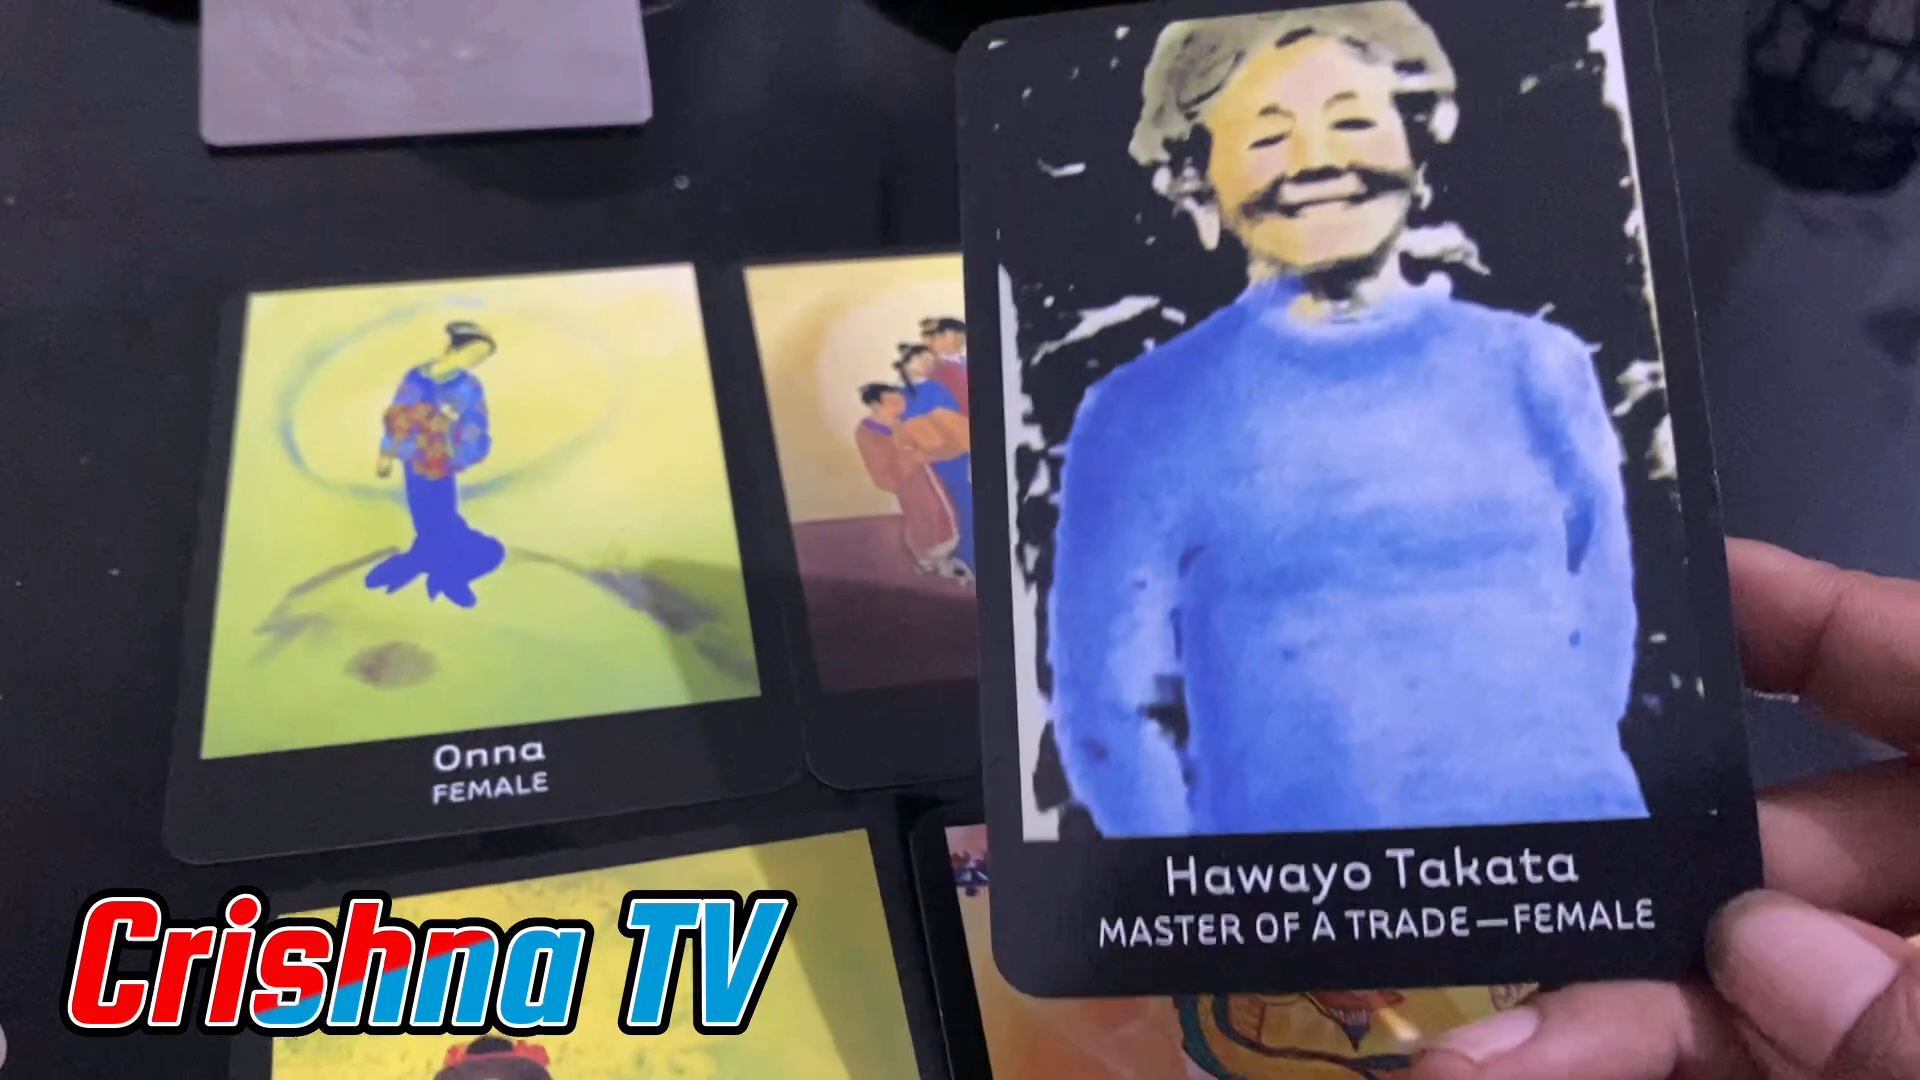 Onna
FEMALE
Hawayo Takata
MASTER OF A TRADE—FEMALE
Crishna TV